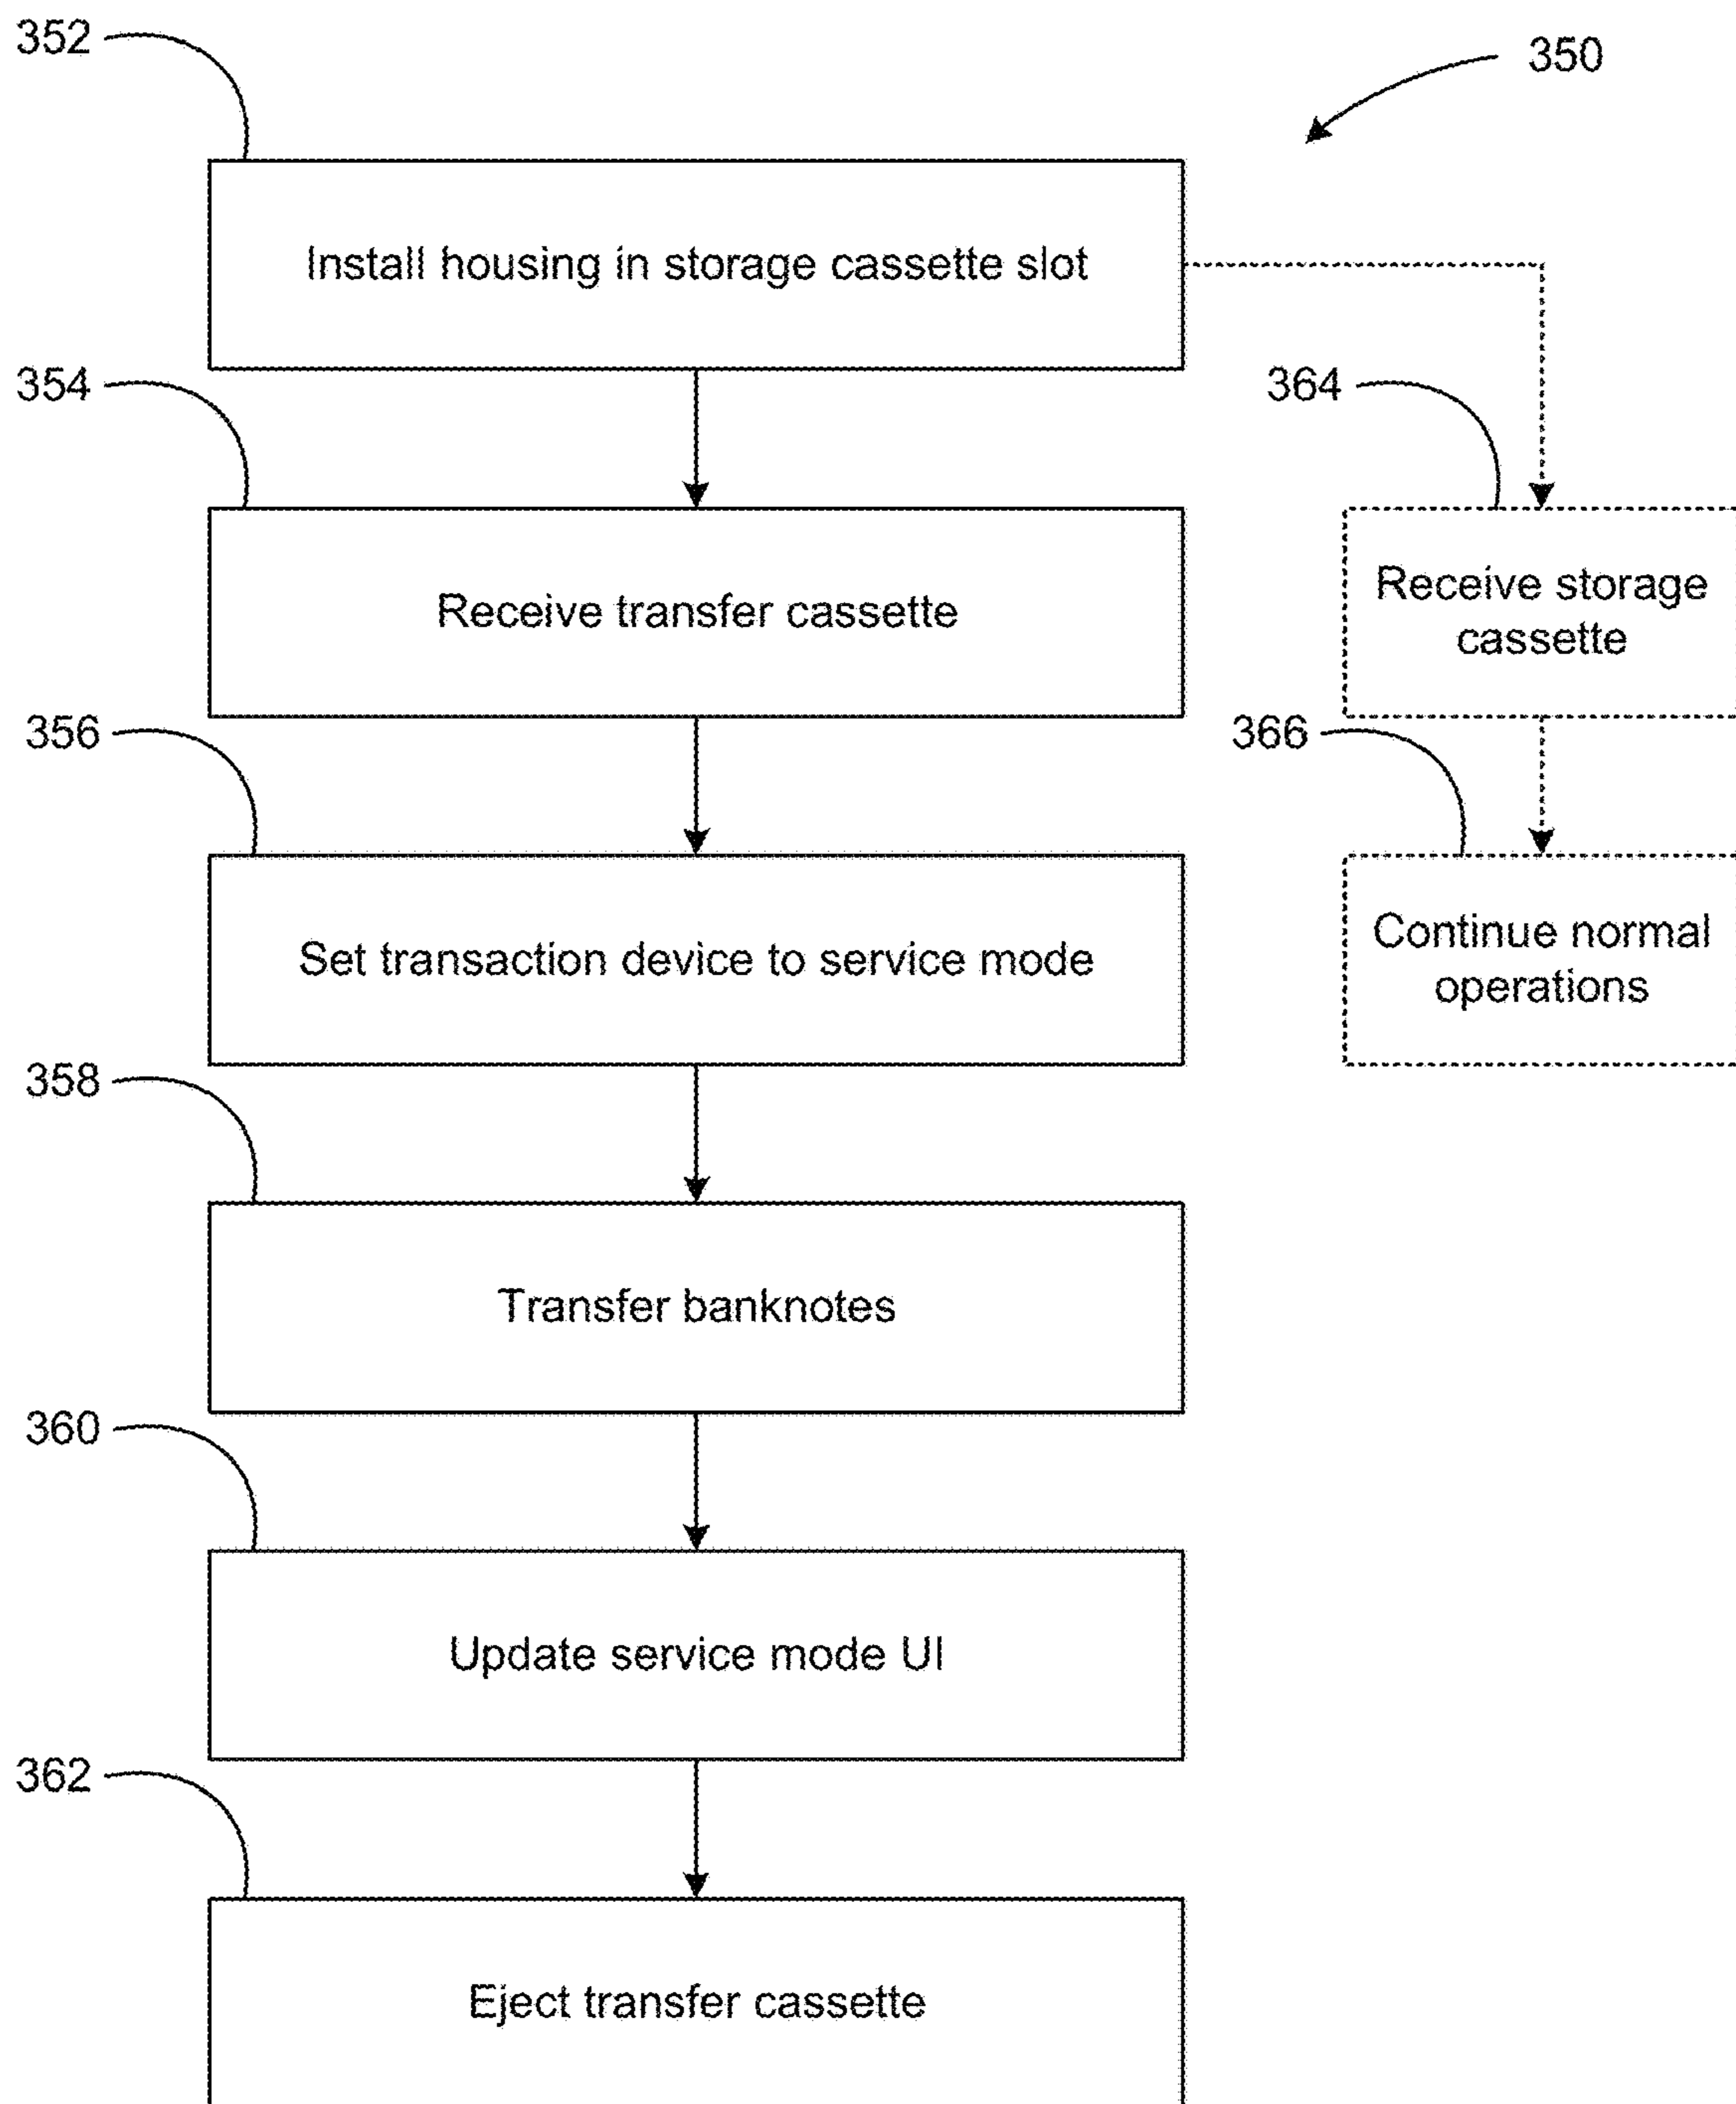 352
350
Install housing in storage cassette slot
354
364
Receive transfer cassette
Receive storage
cassette
356
366
Set transaction device to service mode
Continue normal
operations
358
Transfer banknotes
360
Update service mode UI
362
Eject transfer cassette